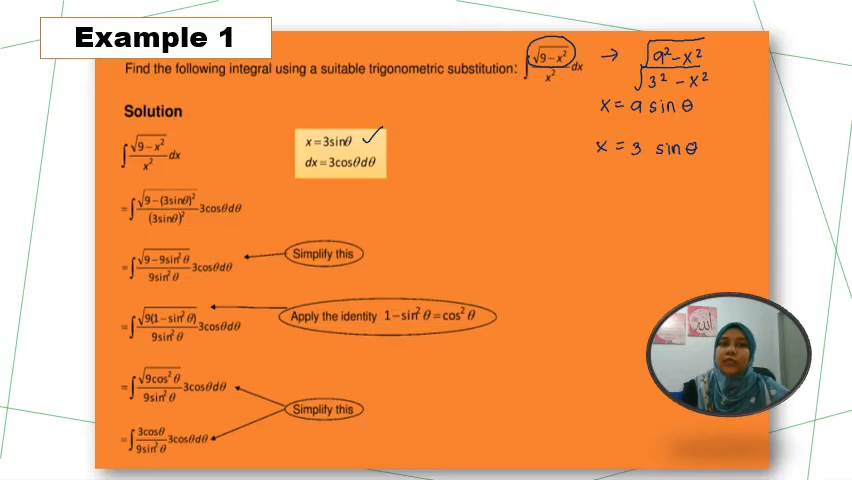 Example 1
Find the following integral using a suitable trigonometric substitution: ∫ √(9−x²)/x² dx → √(a²−x²)
√(3²−x²)
x = a sin θ
x = 3 sin θ
Solution
∫ √(9−x²)/x² dx
x = 3sinθ ✓
dx = 3cosθdθ
= ∫ √(9−(3sinθ)²)/(3sinθ)² 3cosθdθ
= ∫ √(9−9sin²θ)/9sin²θ 3cosθdθ
Simplify this
= ∫ √(9(1−sin²θ))/9sin²θ 3cosθdθ
Apply the identity 1−sin²θ = cos²θ
= ∫ √(9cos²θ)/9sin²θ 3cosθdθ
Simplify this
= ∫ 3cosθ/9sin²θ 3cosθdθ
الله